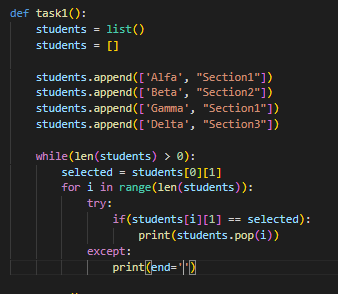 def task1():
    students = list()
    students = []

    students.append(['Alfa', "Section1"])
    students.append(['Beta', "Section2"])
    students.append(['Gamma', "Section1"])
    students.append(['Delta', "Section3"])

    while(len(students) > 0):
        selected = students[0][1]
        for i in range(len(students)):
            try:
                if(students[i][1] == selected):
                    print(students.pop(i))
            except:
                print(end='')